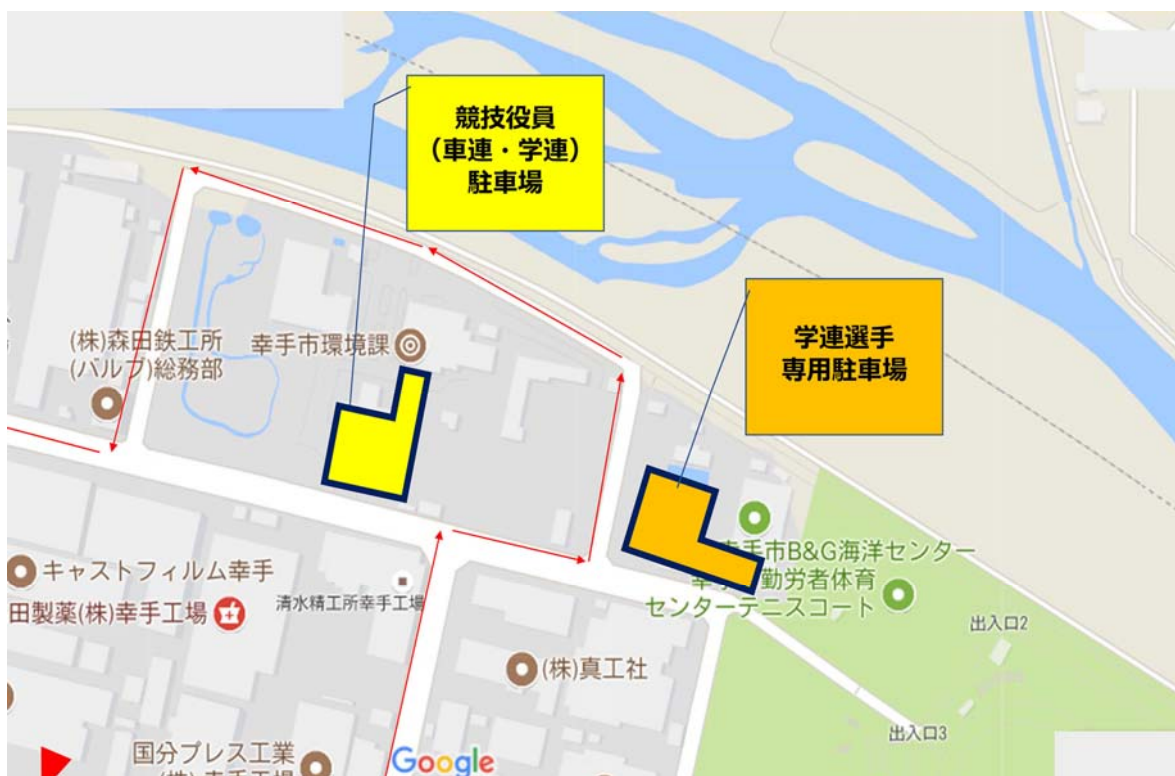 競技役員
(車連・学連)
駐車場
学連選手
専用駐車場
(株)森田鉄工所
(バルブ)総務部
幸手市環境課
キャストフィルム幸手
田製薬(株)幸手工場
清水精工所幸手工場
(株)真工社
幸手市B&G海洋センター
勤労者体育
センターテニスコート
出入口2
出入口3
国分プレス工業
(株) 幸手工場
Google